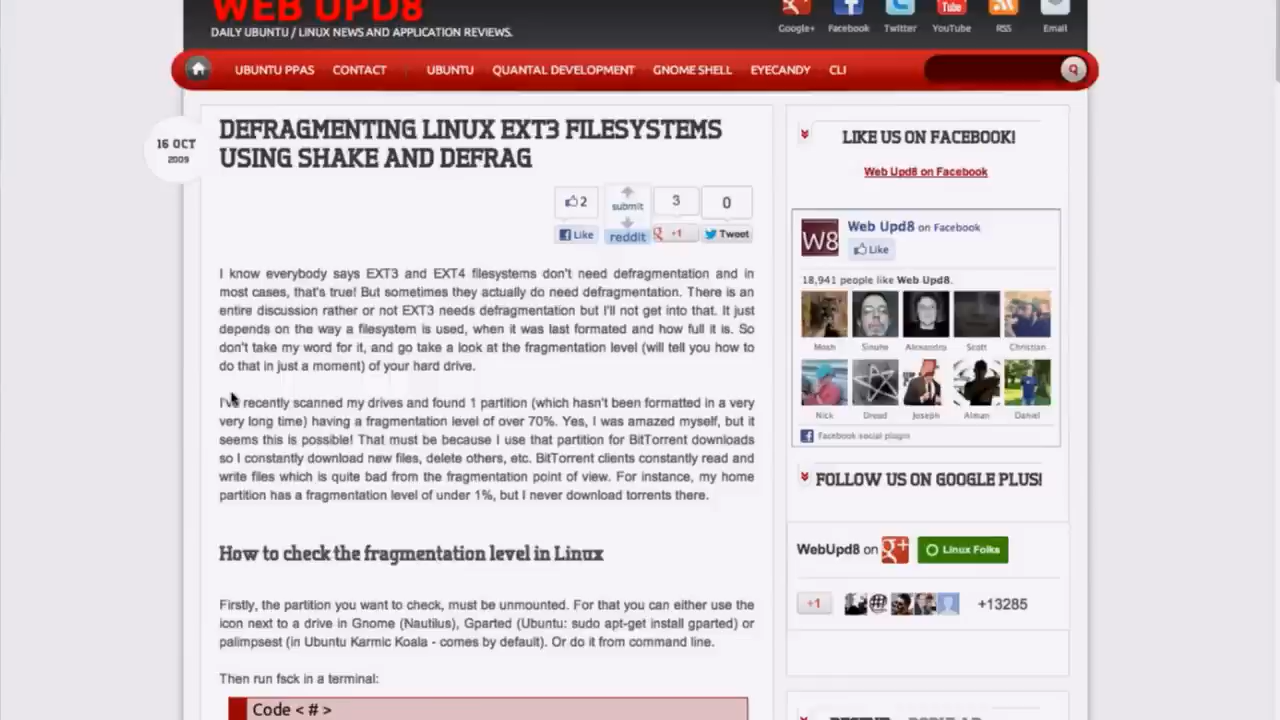 WEB UPD8
DAILY UBUNTU / LINUX NEWS AND APPLICATION REVIEWS.
Google+ Facebook Twitter YouTube RSS Email
UBUNTU PPAS CONTACT UBUNTU QUANTAL DEVELOPMENT GNOME SHELL EYECANDY CLI
16 OCT
2009
DEFRAGMENTING LINUX EXT3 FILESYSTEMS
USING SHAKE AND DEFRAG
2 submit 3 0
Like reddit +1 Tweet
I know everybody says EXT3 and EXT4 filesystems don't need defragmentation and in
most cases, that's true! But sometimes they actually do need defragmentation. There is an
entire discussion rather or not EXT3 needs defragmentation but I'll not get into that. It just
depends on the way a filesystem is used, when it was last formated and how full it is. So
don't take my word for it, and go take a look at the fragmentation level (will tell you how to
do that in just a moment) of your hard drive.
I've recently scanned my drives and found 1 partition (which hasn't been formatted in a very
very long time) having a fragmentation level of over 70%. Yes, I was amazed myself, but it
seems this is possible! That must be because I use that partition for BitTorrent downloads
so I constantly download new files, delete others, etc. BitTorrent clients constantly read and
write files which is quite bad from the fragmentation point of view. For instance, my home
partition has a fragmentation level of under 1%, but I never download torrents there.
How to check the fragmentation level in Linux
Firstly, the partition you want to check, must be unmounted. For that you can either use the
icon next to a drive in Gnome (Nautilus), Gparted (Ubuntu: sudo apt-get install gparted) or
palimpsest (in Ubuntu Karmic Koala - comes by default). Or do it from command line.
Then run fsck in a terminal:
Code < # >
LIKE US ON FACEBOOK!
Web Upd8 on Facebook
W8 Web Upd8 on Facebook
Like
18,941 people like Web Upd8.
Mosh Sinuhe Alexandru Scott Christian
Nick Dread Joseph Alman Daniel
Facebook social plugin
FOLLOW US ON GOOGLE PLUS!
WebUpd8 on g+ Linux Folks
+1 # +13285